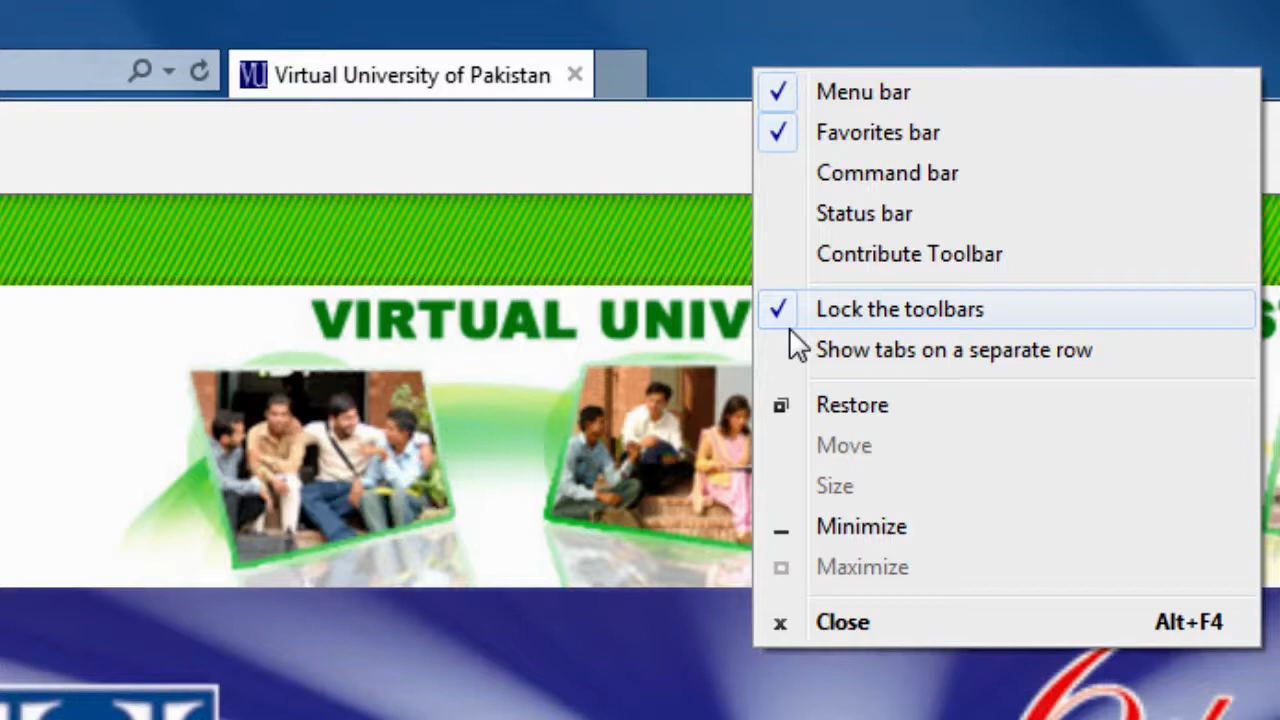 VU Virtual University of Pakistan
Menu bar
Favorites bar
Command bar
Status bar
Contribute Toolbar
Lock the toolbars
Show tabs on a separate row
Restore
Move
Size
Minimize
Maximize
Close Alt+F4
VIRTUAL UNIV
S